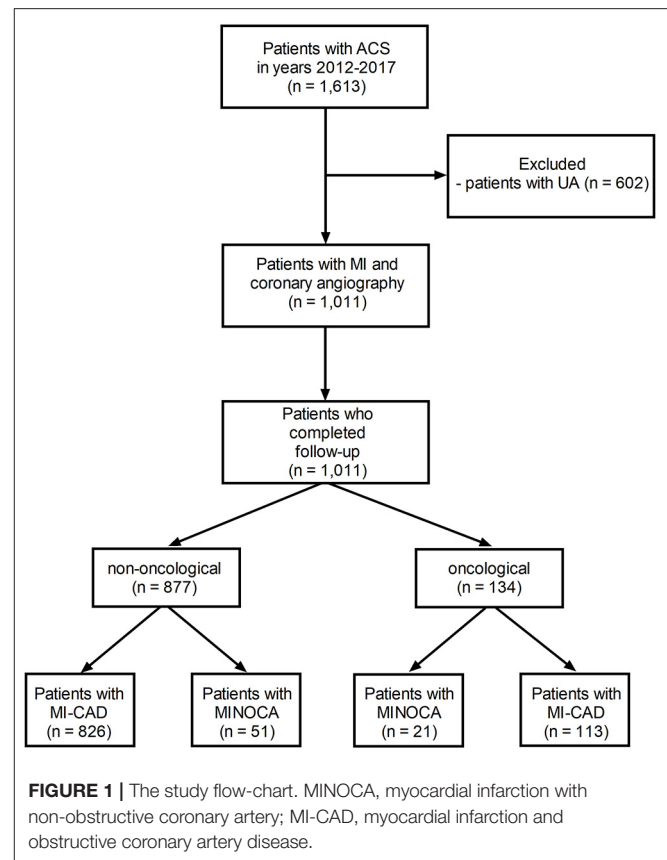 Patients with ACS
in years 2012-2017
(n = 1,613)
Excluded
- patients with UA (n = 602)
Patients with MI and
coronary angiography
(n = 1,011)
Patients who
completed
follow-up
(n = 1,011)
non-oncological
(n = 877)
oncological
(n = 134)
Patients with
MI-CAD
(n = 826)
Patients with
MINOCA
(n = 51)
Patients with
MINOCA
(n = 21)
Patients with
MI-CAD
(n = 113)
FIGURE 1 | The study flow-chart. MINOCA, myocardial infarction with
non-obstructive coronary artery; MI-CAD, myocardial infarction and
obstructive coronary artery disease.